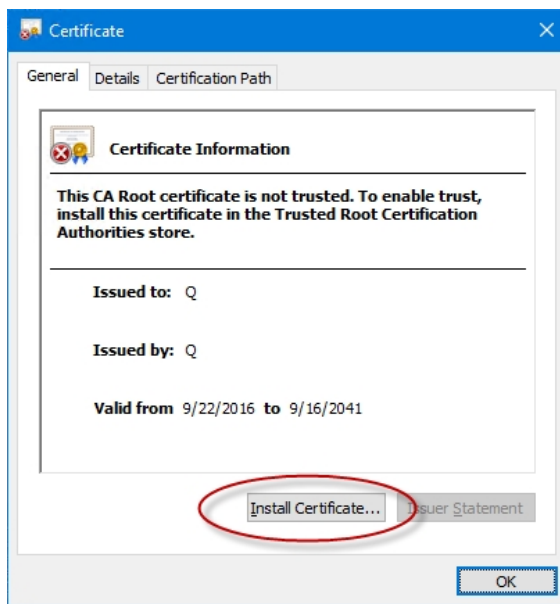 Certificate
General Details Certification Path
Certificate Information
This CA Root certificate is not trusted. To enable trust,
install this certificate in the Trusted Root Certification
Authorities store.
Issued to: Q
Issued by: Q
Valid from 9/22/2016 to 9/16/2041
Install Certificate... Issuer Statement
OK